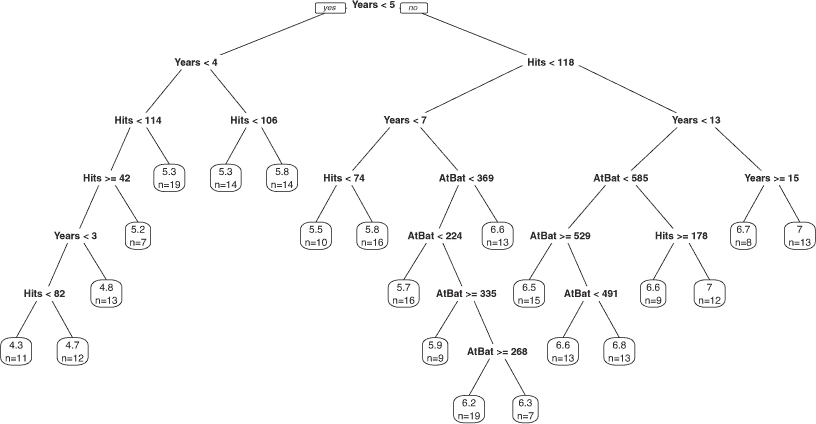 yes Years < 5 no
Years < 4 Hits < 118
Hits < 114 Hits < 106 Years < 7 Years < 13
Hits >= 42 5.3 5.3 5.8 Hits < 74 AtBat < 369 AtBat < 585 Years >= 15
n=19 n=14 n=14
Years < 3 5.2 5.5 5.8 AtBat < 224 6.6 AtBat >= 529 Hits >= 178 6.7 7
n=7 n=10 n=16 n=13 n=8 n=13
Hits < 82 4.8 5.7 AtBat >= 335 6.5 AtBat < 491 6.6 7
n=13 n=16 n=15 n=9 n=12
4.3 4.7 5.9 AtBat >= 268 6.6 6.8
n=11 n=12 n=9 n=13 n=13
6.2 6.3
n=19 n=7